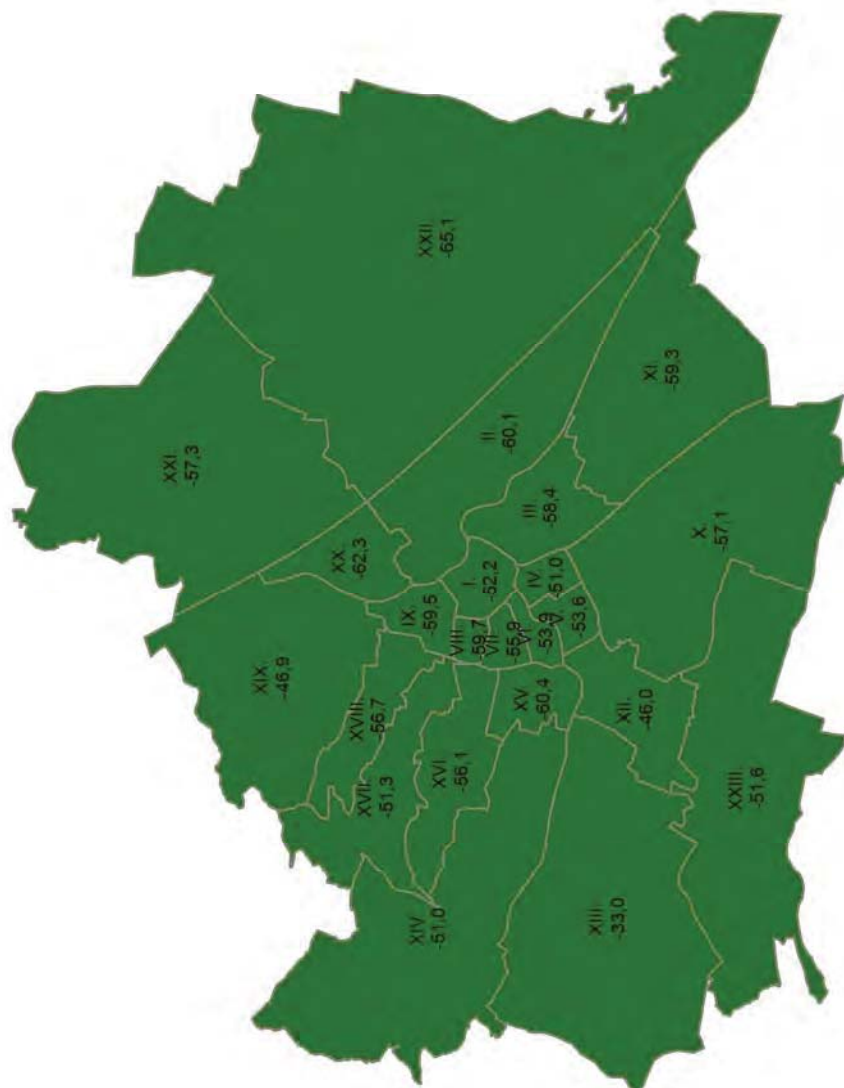 XXI.
-57,3
XXII.
-65,1
XIX.
-46,9
XX.
-62,3
XVIII.
-56,7
XVII.
-51,3
IX.
-59,5
XIV.
-51,0
XVI.
-56,1
VIII.
-59,7
I.
-52,2
II.
-60,1
VII.
-55,9
XV.
-60,4
VI.
-53,9
IV.
-51,0
III.
-58,4
V.
-53,6
XIII.
-33,0
XII.
-46,0
XI.
-59,3
X.
-57,1
XXIII.
-51,6